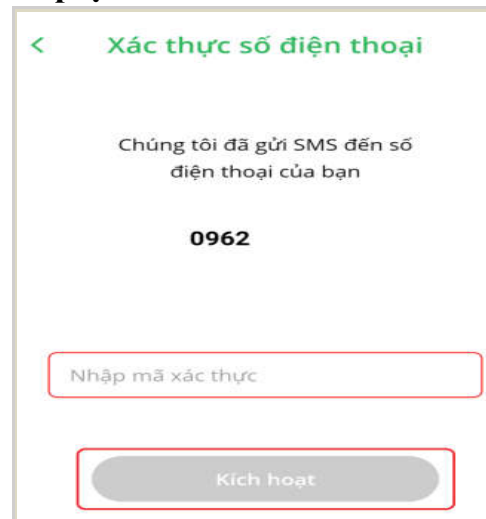 < Xác thực số điện thoại
Chúng tôi đã gửi SMS đến số
điện thoại của bạn
0962
Nhập mã xác thực
Kích hoạt